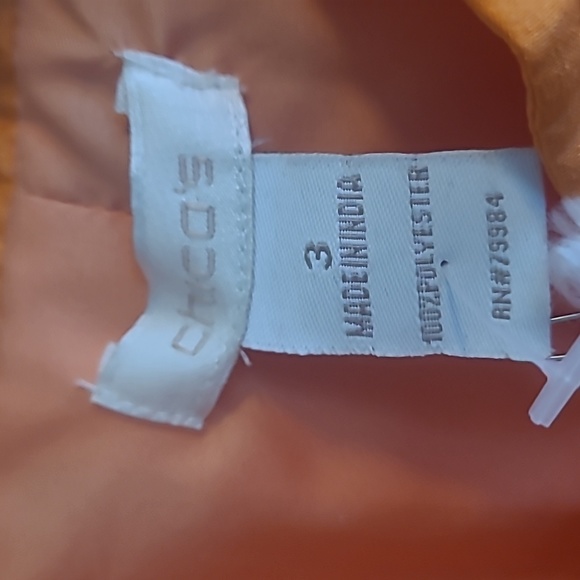 chico's
3
MADE IN INDIA
100%POLYESTER
RN#79984